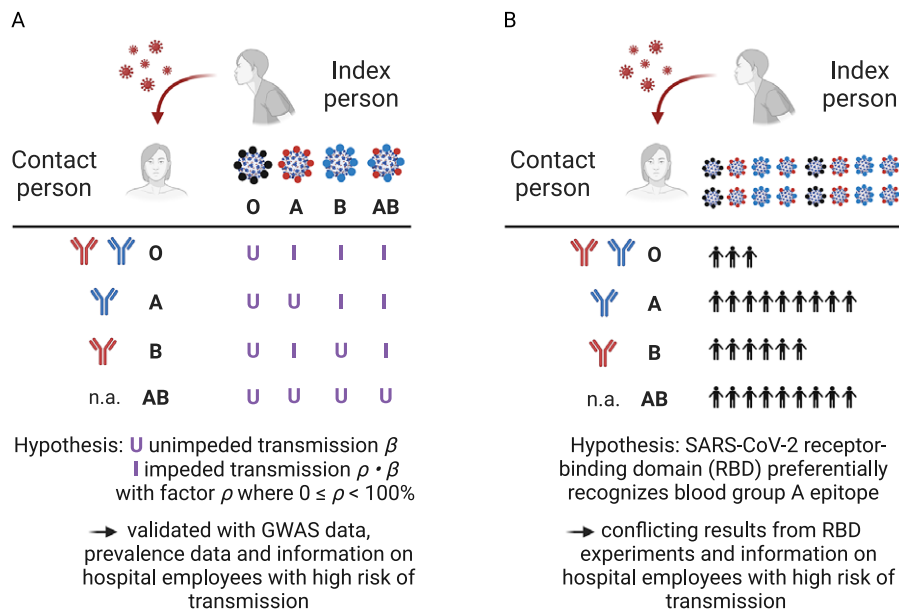 A
Index
person
Contact
person
O A B AB
O U I I I
A U U I I
B U I U I
n.a. AB U U U U
Hypothesis: U unimpeded transmission β
I impeded transmission ρ • β
with factor ρ where 0 ≤ ρ < 100%
→ validated with GWAS data,
prevalence data and information on
hospital employees with high risk of
transmission
B
Index
person
Contact
person
O
A
B
n.a. AB
Hypothesis: SARS-CoV-2 receptor-
binding domain (RBD) preferentially
recognizes blood group A epitope
→ conflicting results from RBD
experiments and information on
hospital employees with high risk of
transmission